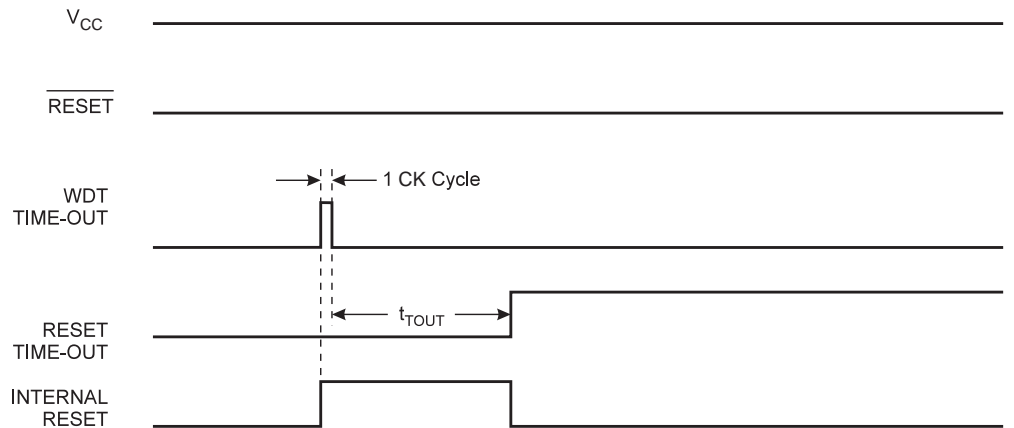 VCC
RESET
1 CK Cycle
WDT
TIME-OUT
tTOUT
RESET
TIME-OUT
INTERNAL
RESET